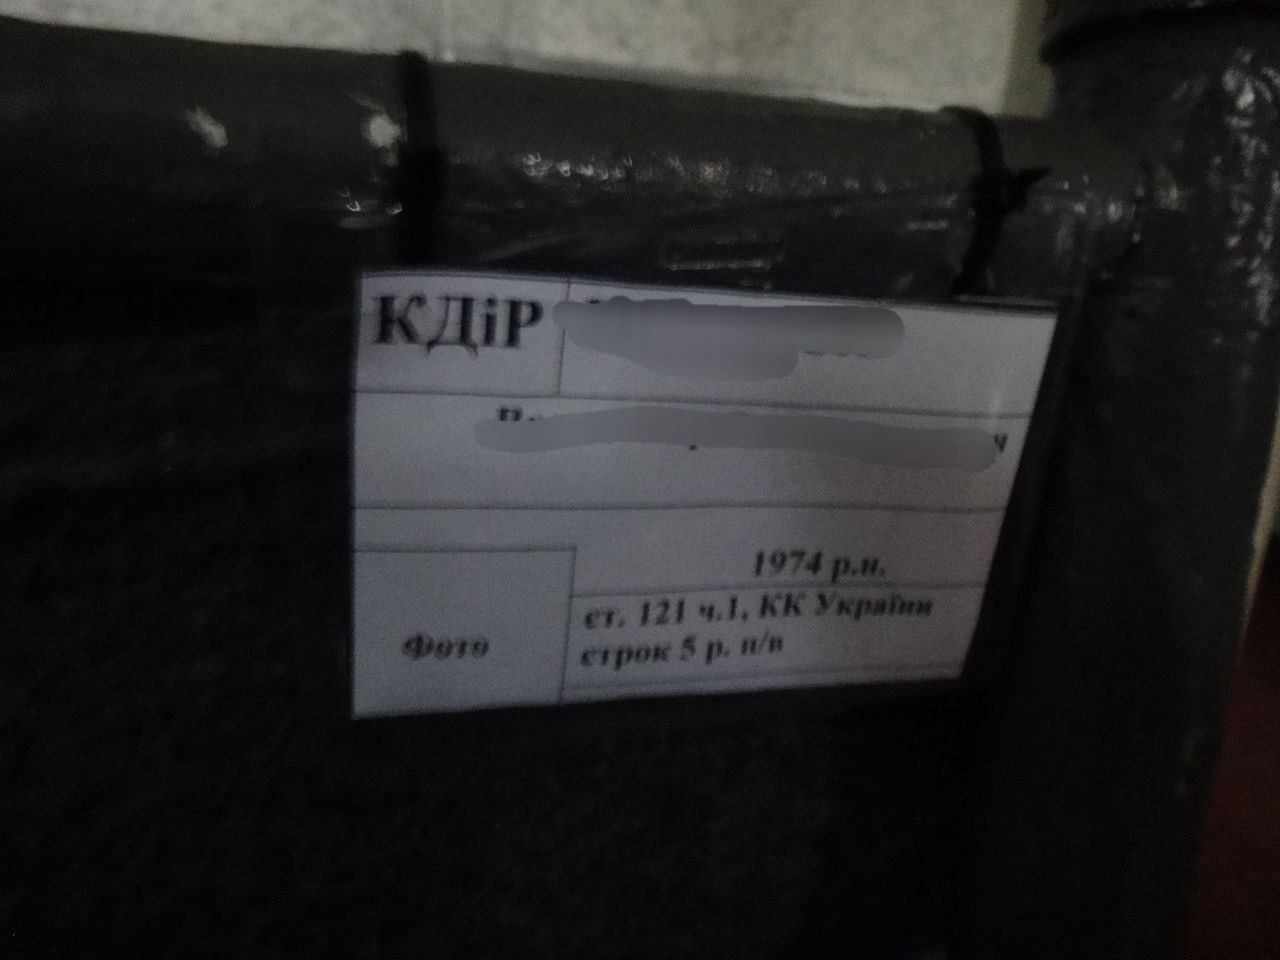 КДіР
1974 р.н.
ст. 121 ч.1, КК України
строк 5 р. п/в
Фото